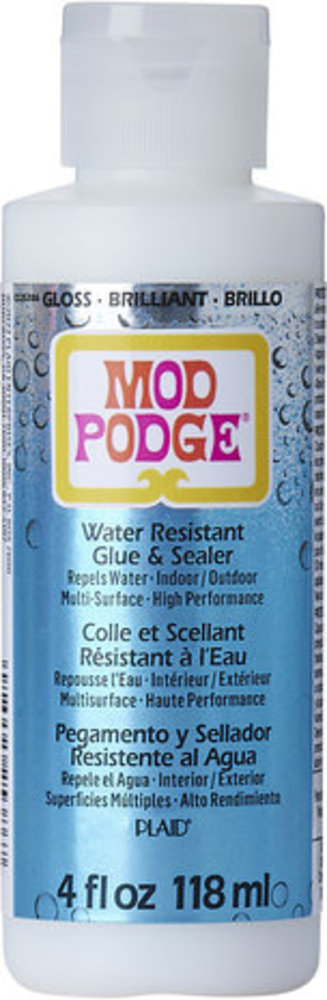 GLOSS · BRILLIANT · BRILLO
MOD
PODGE®
Water Resistant
Glue & Sealer
Repels Water · Indoor / Outdoor
Multi-Surface · High Performance
Colle et Scellant
Résistant à l'Eau
Repousse l'Eau · Intérieur / Extérieur
Multisurface · Haute Performance
Pegamento y Sellador
Resistente al Agua
Repele el Agua · Interior / Exterior
Superficies Múltiples · Alto Rendimiento
PLAID®
4 fl oz 118 ml